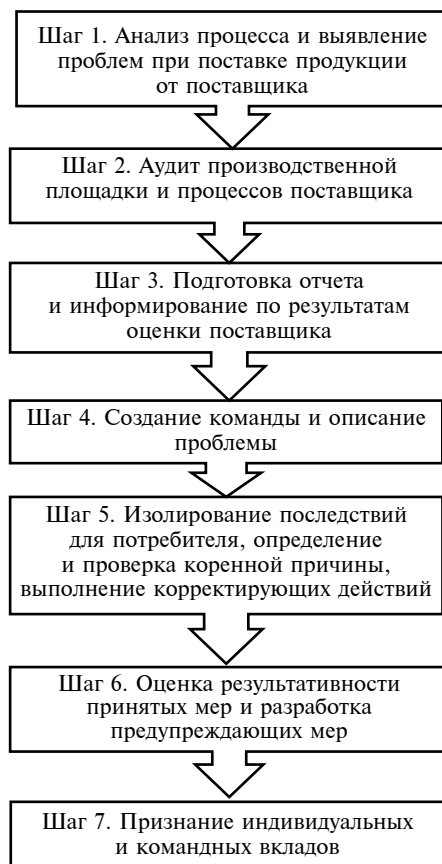 Шаг 1. Анализ процесса и выявление
проблем при поставке продукции
от поставщика
Шаг 2. Аудит производственной
площадки и процессов поставщика
Шаг 3. Подготовка отчета
и информирование по результатам
оценки поставщика
Шаг 4. Создание команды и описание
проблемы
Шаг 5. Изолирование последствий
для потребителя, определение
и проверка коренной причины,
выполнение корректирующих действий
Шаг 6. Оценка результативности
принятых мер и разработка
предупреждающих мер
Шаг 7. Признание индивидуальных
и командных вкладов